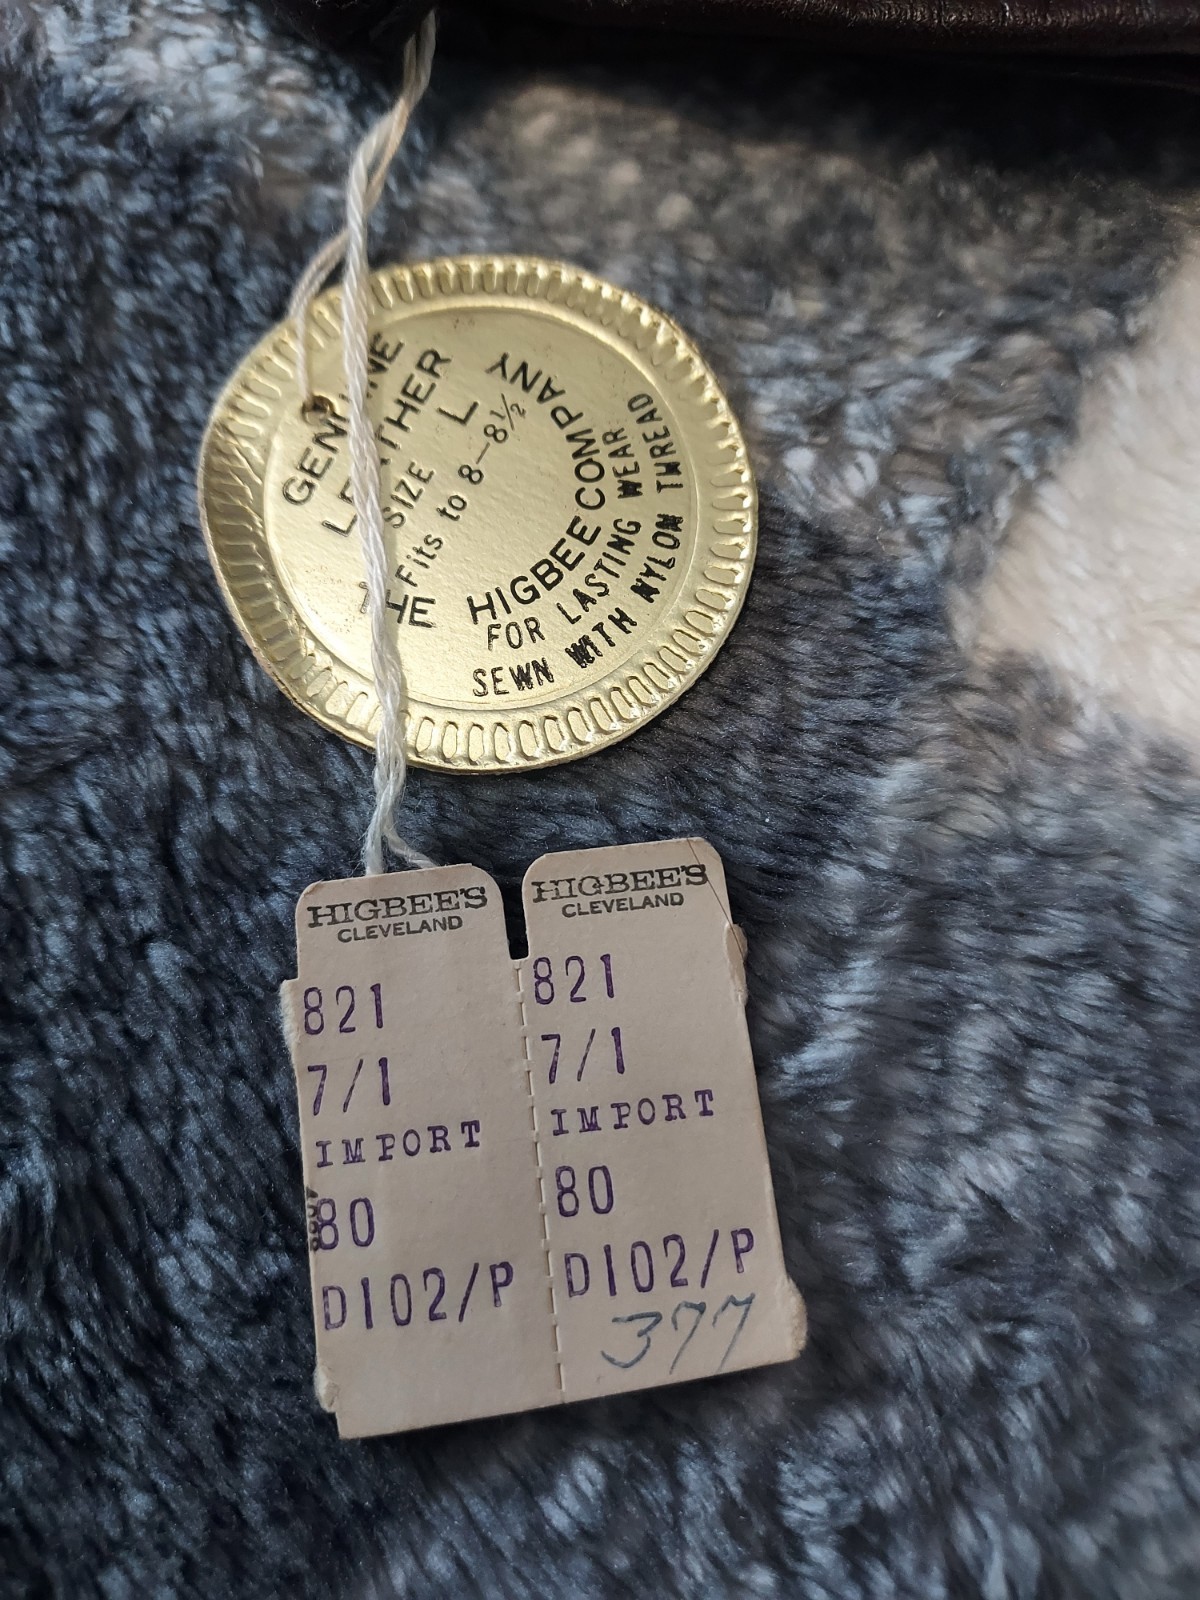 GENUINE
LEATHER
SIZE L
Fits to 8-8½
THE HIGBEE COMPANY
FOR LASTING WEAR
SEWN WITH NYLON THREAD
HIGBEE'S
CLEVELAND
821
7/1
IMPORT
80
D102/P
HIGBEE'S
CLEVELAND
821
7/1
IMPORT
80
D102/P
377